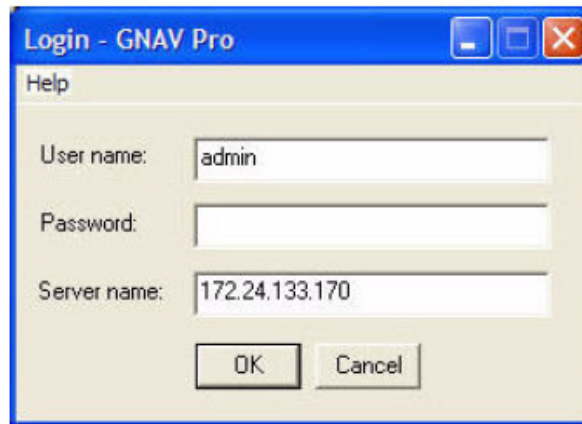 Login - GNAV Pro
Help
User name: admin
Password:
Server name: 172.24.133.170
OK Cancel